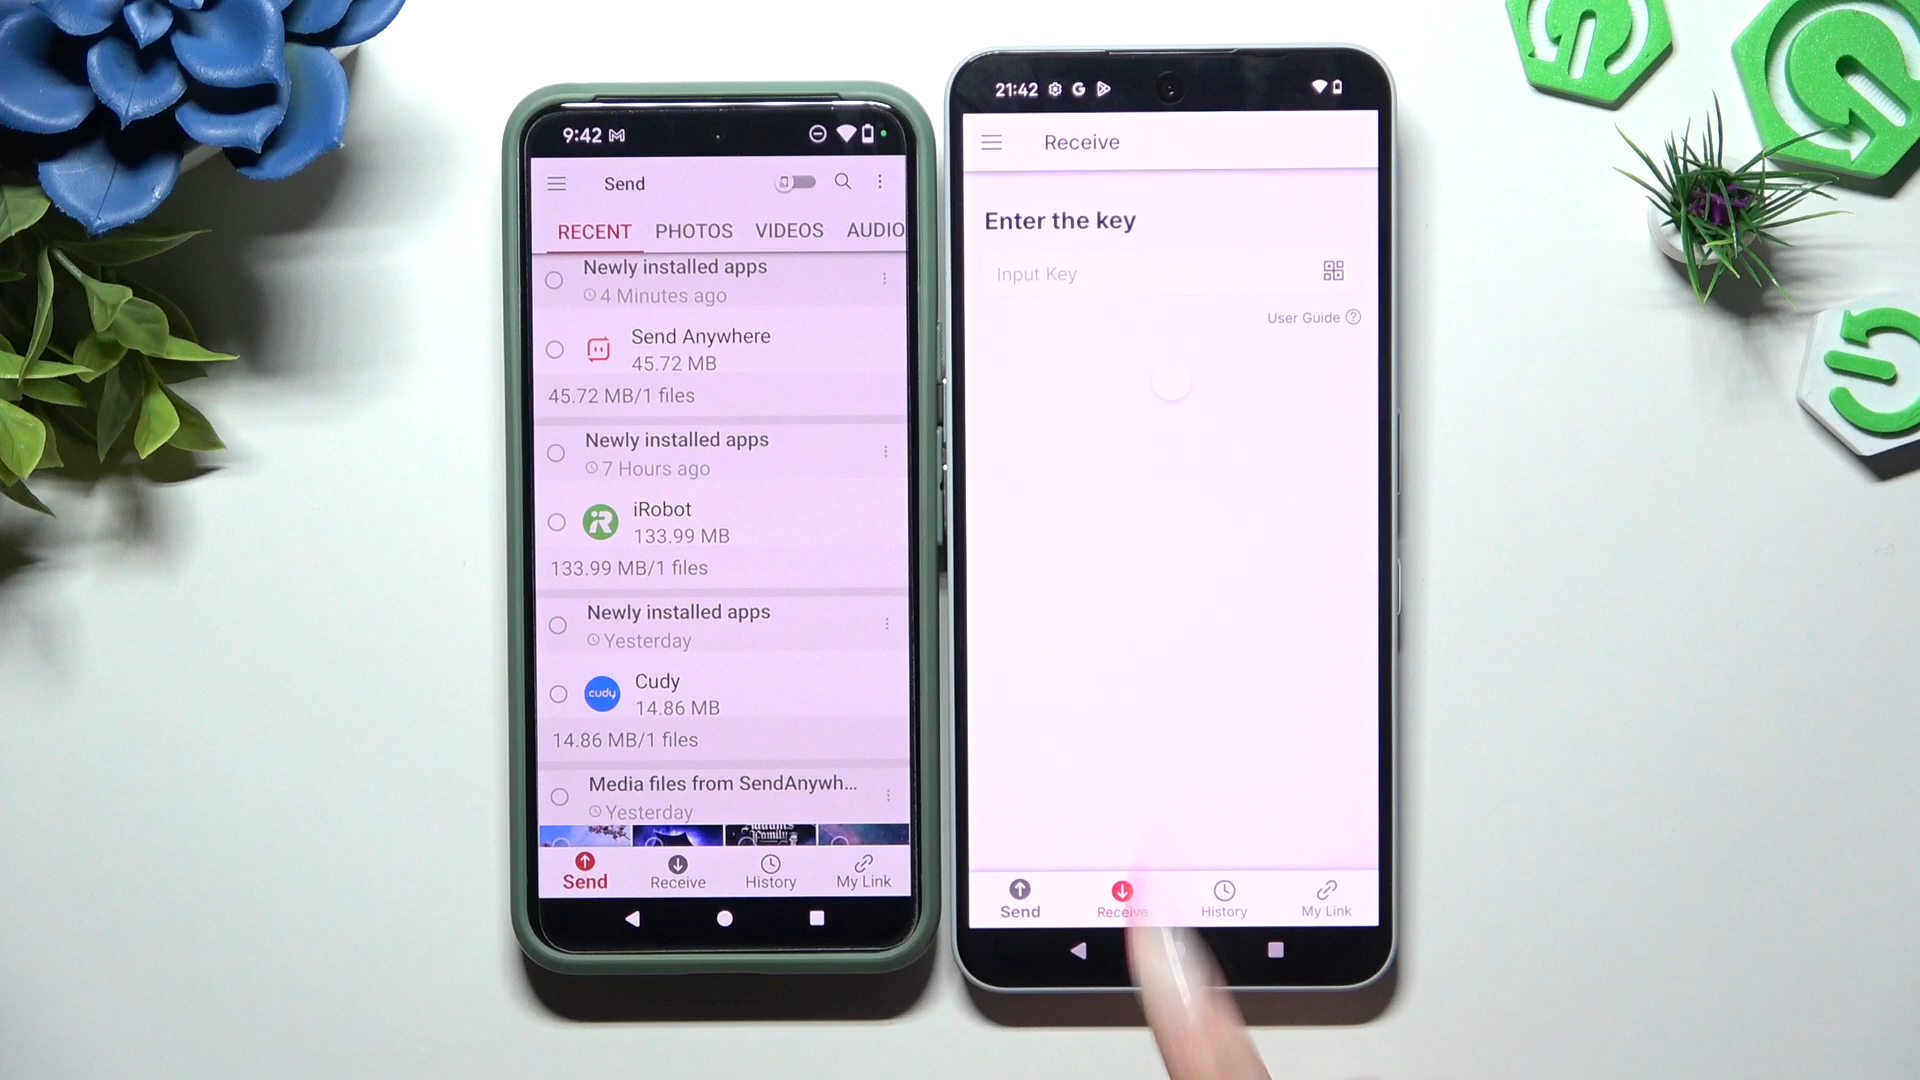 9:42
Send
RECENT PHOTOS VIDEOS AUDIO
Newly installed apps
4 Minutes ago
Send Anywhere
45.72 MB
45.72 MB/1 files
Newly installed apps
7 Hours ago
iRobot
133.99 MB
133.99 MB/1 files
Newly installed apps
Yesterday
cudy
Cudy
14.86 MB
14.86 MB/1 files
Media files from SendAnywh...
Yesterday
Family
Send Receive History My Link
21:42
Receive
Enter the key
Input Key
User Guide
Send Receive History My Link